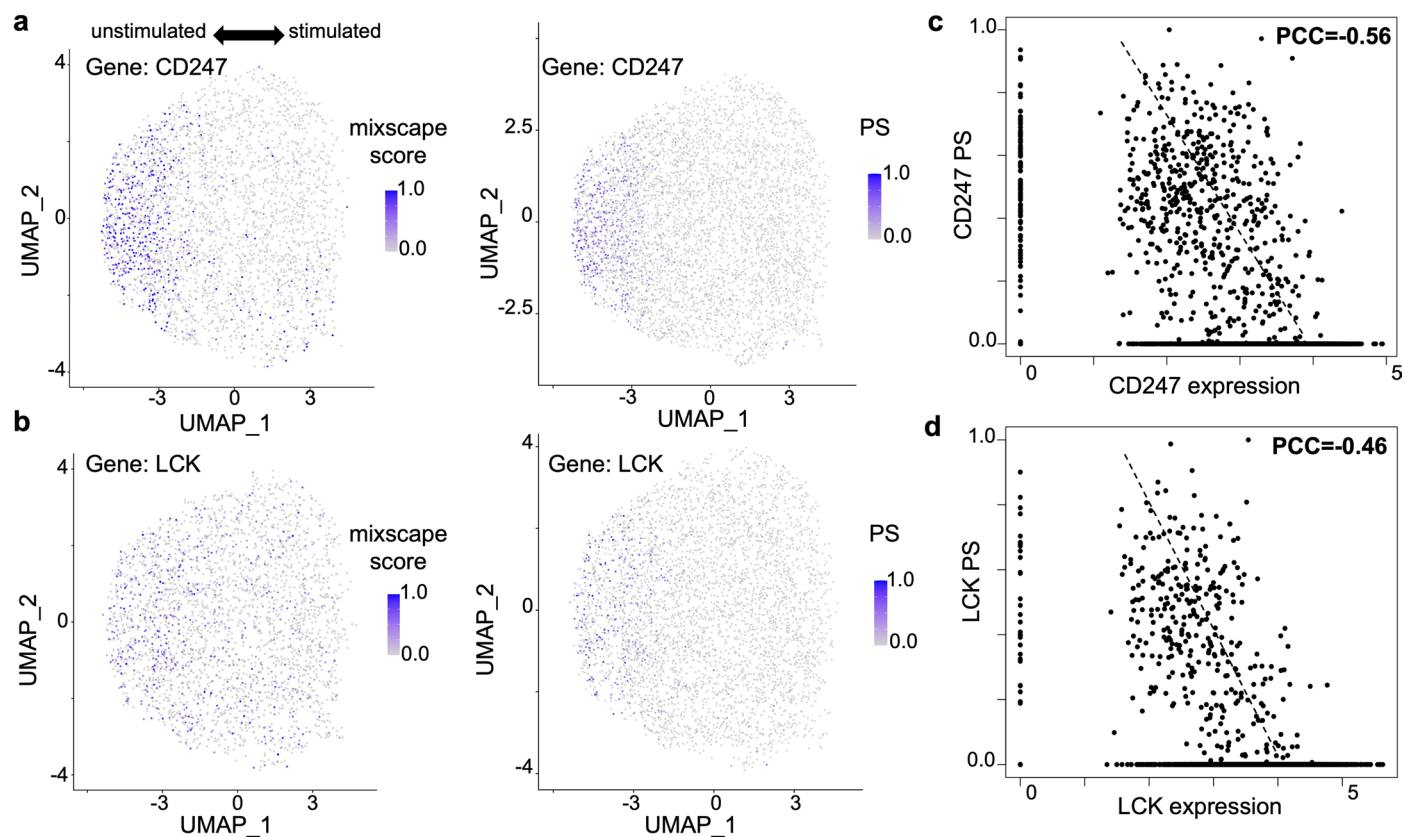 a
unstimulated stimulated
Gene: CD247
4
0
-4
UMAP_2
-3 0 3
UMAP_1
mixscape
score
1.0
0.0
Gene: CD247
2.5
0
-2.5
UMAP_2
-3 0 3
UMAP_1
PS
1.0
0.0
c
PCC=-0.56
1.0
0.0
CD247 PS
0 5
CD247 expression
b
Gene: LCK
4
0
-4
UMAP_2
-3 0 3
UMAP_1
mixscape
score
1.0
0.0
Gene: LCK
4
0
-4
UMAP_2
-3 0 3
UMAP_1
PS
1.0
0.0
d
PCC=-0.46
1.0
0.0
LCK PS
0 5
LCK expression